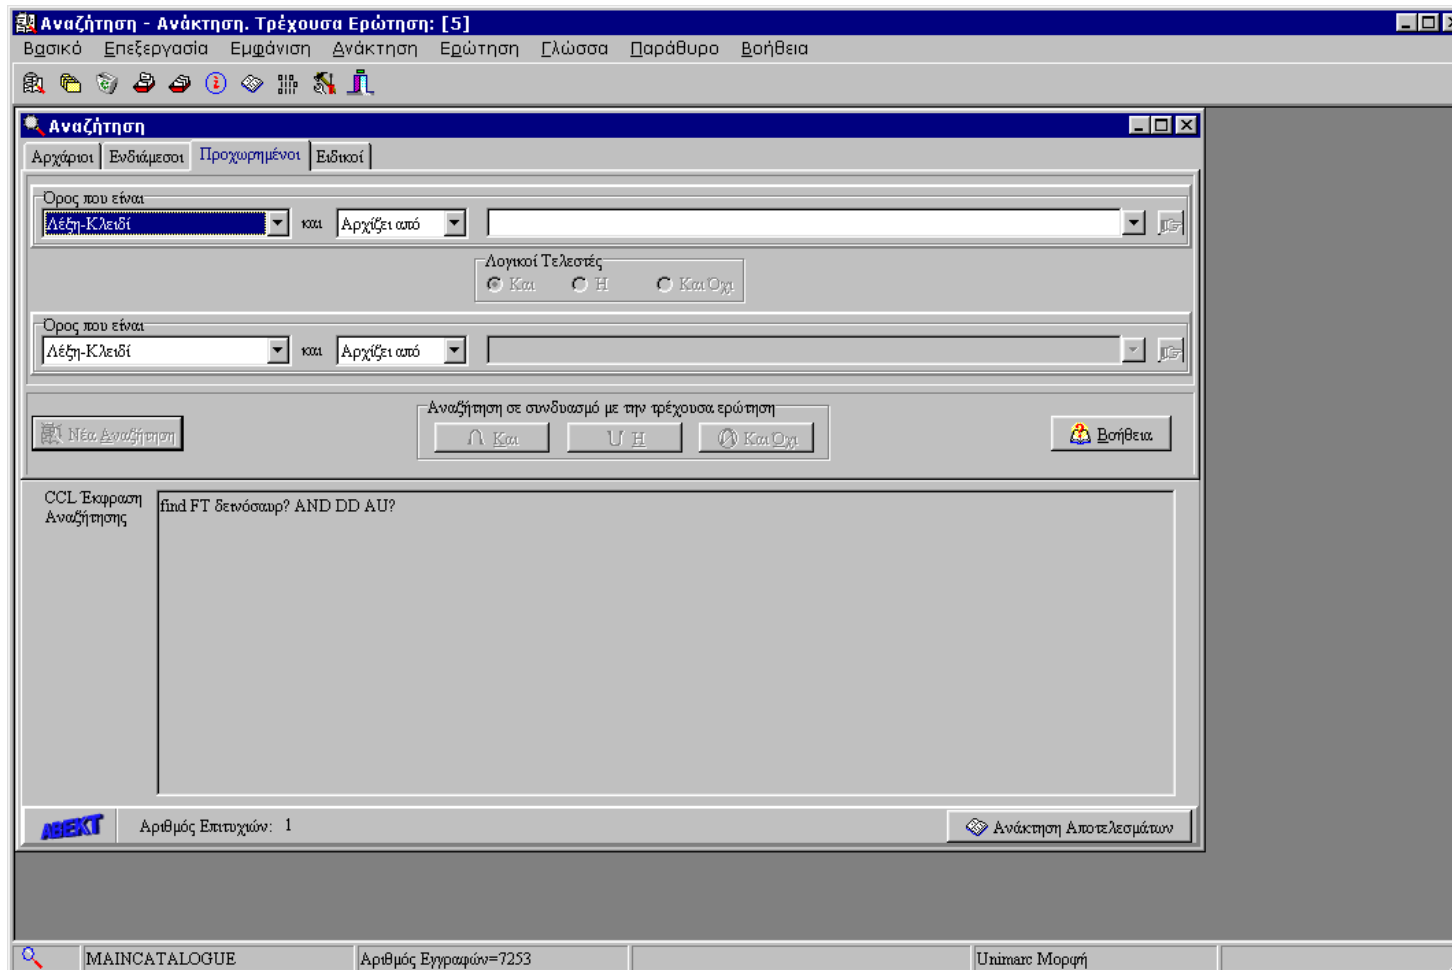 Αναζήτηση - Ανάκτηση. Τρέχουσα Ερώτηση: [5]
Βασικό Επεξεργασία Εμφάνιση Ανάκτηση Ερώτηση Γλώσσα Παράθυρο Βοήθεια
Αναζήτηση
Αρχάριοι Ενδιάμεσοι Προχωρημένοι Ειδικοί
Όρος που είναι
Λέξη-Κλειδί και Αρχίζει από
Λογικοί Τελεστές
Και Η Και Όχι
Όρος που είναι
Λέξη-Κλειδί και Αρχίζει από
Αναζήτηση σε συνδυασμό με την τρέχουσα ερώτηση
Νέα Αναζήτηση Και Η Και Όχι Βοήθεια
CCL Έκφραση
Αναζήτησης
find FT δεινόσαυρ? AND DD AU?
ABEKT Αριθμός Επιτυχιών: 1 Ανάκτηση Αποτελεσμάτων
MAINCATALOGUE Αριθμός Εγγραφών=7253 Unimarc Μορφή